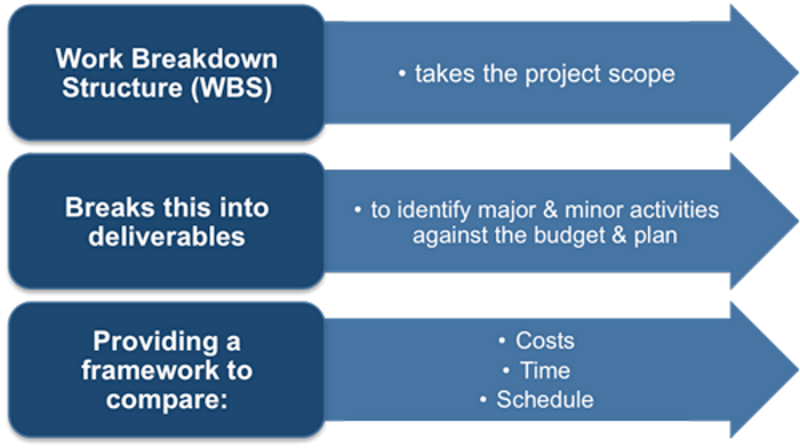 Work Breakdown
Structure (WBS)
• takes the project scope
Breaks this into
deliverables
• to identify major & minor activities
against the budget & plan
Providing a
framework to
compare:
• Costs
• Time
• Schedule